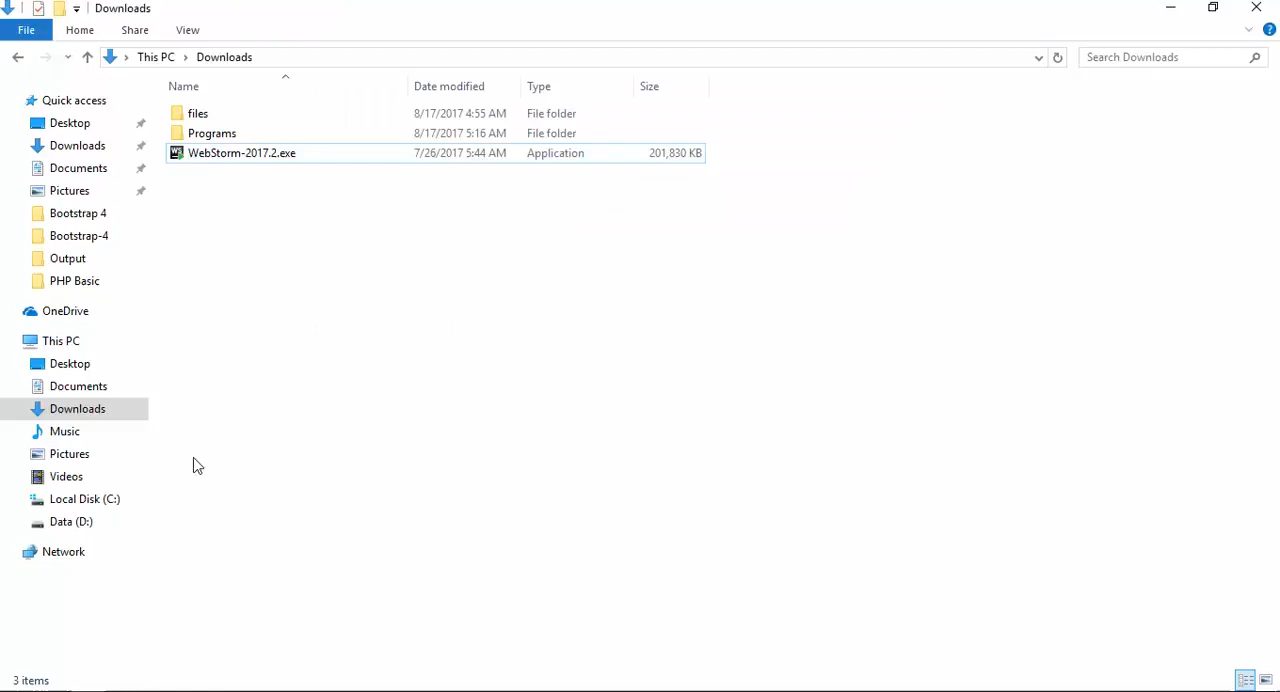 Downloads
File Home Share View
This PC Downloads Search Downloads
Name Date modified Type Size
files 8/17/2017 4:55 AM File folder
Programs 8/17/2017 5:16 AM File folder
WS WebStorm-2017.2.exe 7/26/2017 5:44 AM Application 201,830 KB
Quick access
Desktop
Downloads
Documents
Pictures
Bootstrap 4
Bootstrap-4
Output
PHP Basic
OneDrive
This PC
Desktop
Documents
Downloads
Music
Pictures
Videos
Local Disk (C:)
Data (D:)
Network
3 items